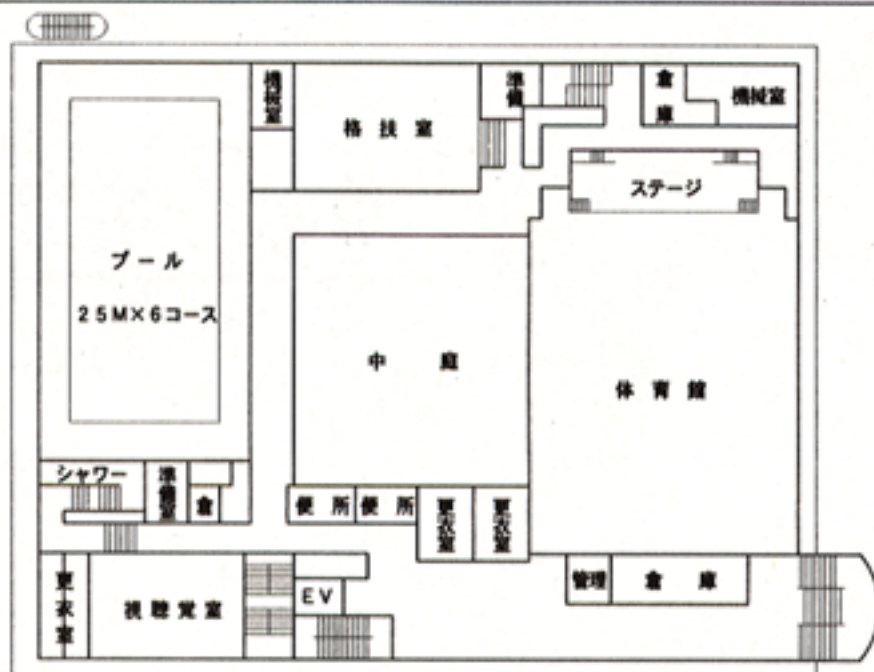 機械室
格技室
準備
倉庫
機械室
ステージ
プール
25M×6コース
中庭
体育館
シャワー
準備室
倉
便所
便所
更衣室
更衣室
更衣室
視聴覚室
EV
管理
倉庫